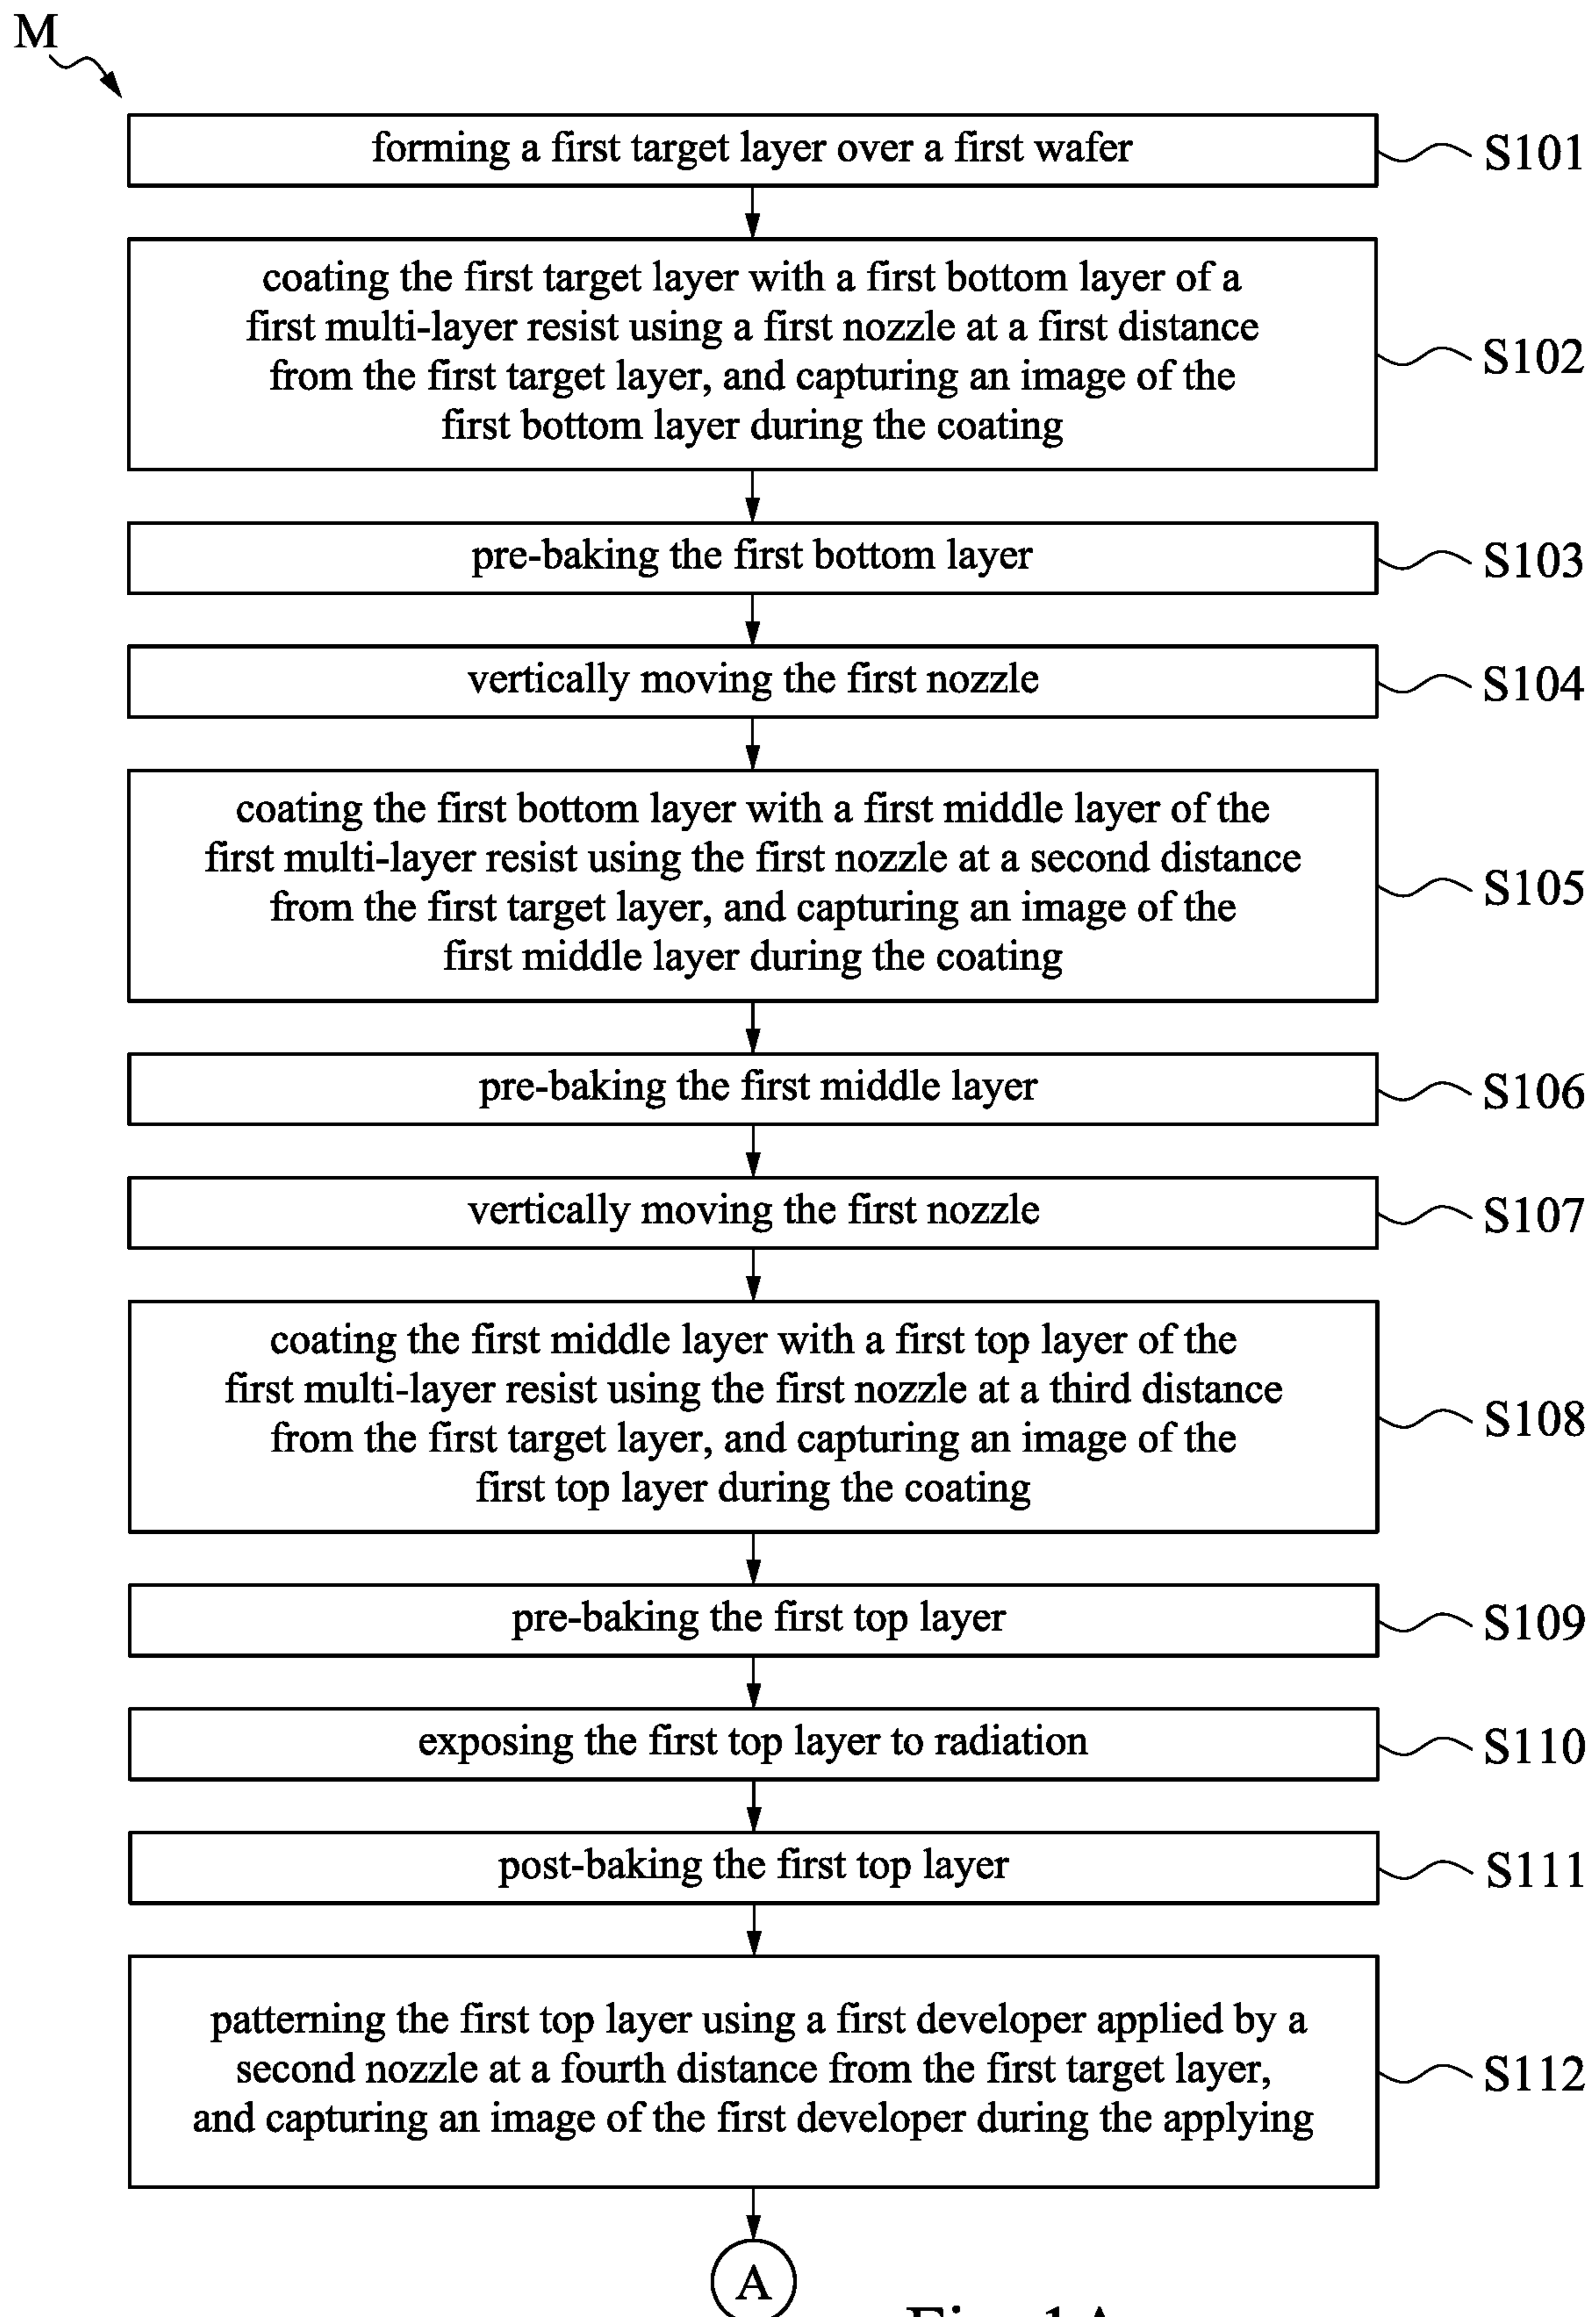 M
forming a first target layer over a first wafer
S101
coating the first target layer with a first bottom layer of a
first multi-layer resist using a first nozzle at a first distance
from the first target layer, and capturing an image of the
first bottom layer during the coating
S102
pre-baking the first bottom layer
S103
vertically moving the first nozzle
S104
coating the first bottom layer with a first middle layer of the
first multi-layer resist using the first nozzle at a second distance
from the first target layer, and capturing an image of the
first middle layer during the coating
S105
pre-baking the first middle layer
S106
vertically moving the first nozzle
S107
coating the first middle layer with a first top layer of the
first multi-layer resist using the first nozzle at a third distance
from the first target layer, and capturing an image of the
first top layer during the coating
S108
pre-baking the first top layer
S109
exposing the first top layer to radiation
S110
post-baking the first top layer
S111
patterning the first top layer using a first developer applied by a
second nozzle at a fourth distance from the first target layer,
and capturing an image of the first developer during the applying
S112
A